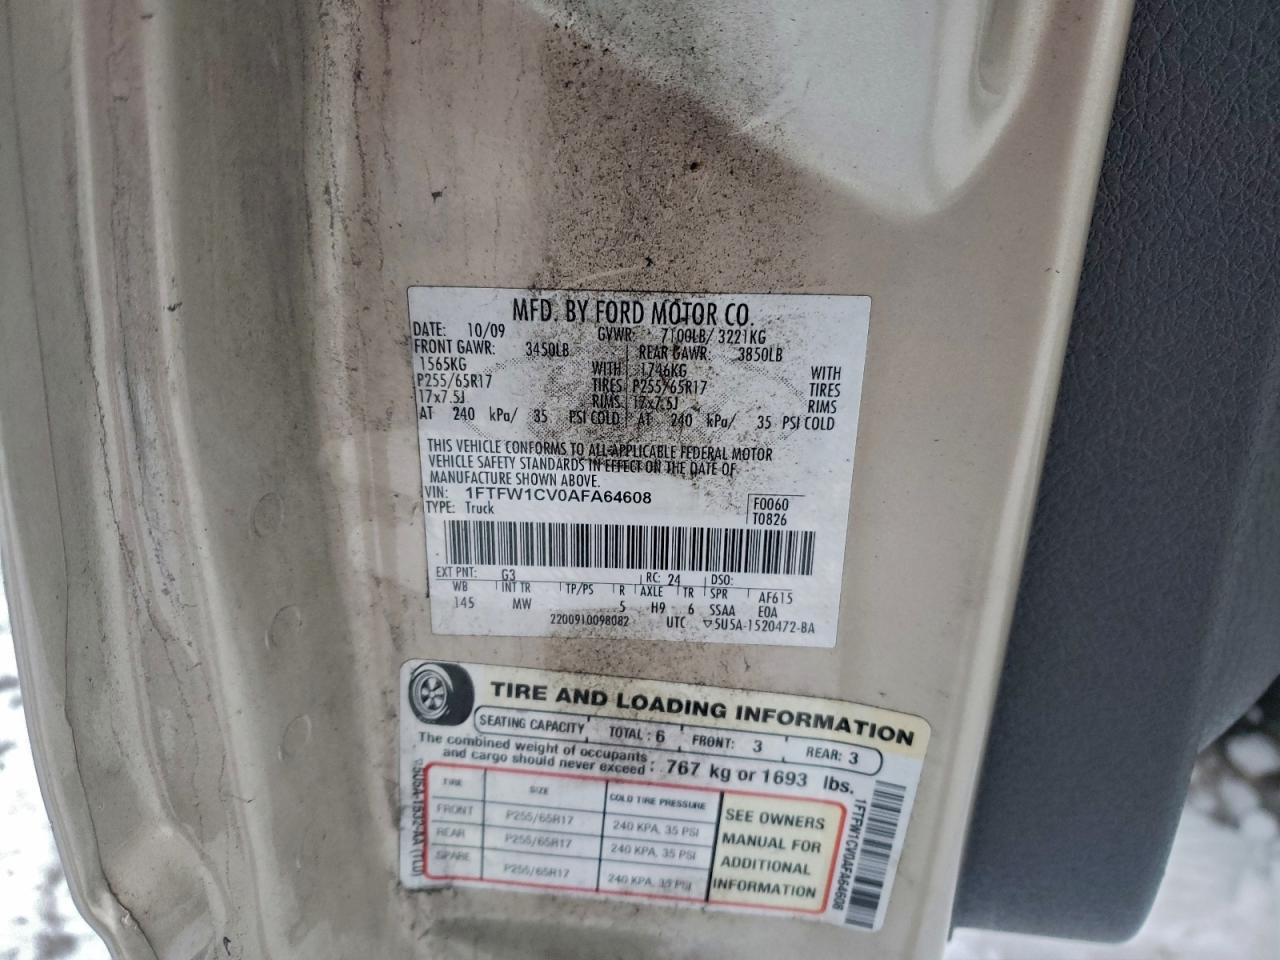 MFD. BY FORD MOTOR CO.
DATE: 10/09 GVWR: 7100LB/ 3221KG
FRONT GAWR: 3450LB REAR GAWR: 3850LB
1565KG WITH 1746KG WITH
P255/65R17 TIRES P255/65R17 TIRES
17x7.5J RIMS 17x7.5J RIMS
AT 240 kPa/ 35 PSI COLD AT 240 kPa/ 35 PSI COLD
THIS VEHICLE CONFORMS TO ALL APPLICABLE FEDERAL MOTOR
VEHICLE SAFETY STANDARDS IN EFFECT ON THE DATE OF
MANUFACTURE SHOWN ABOVE.
VIN: 1FTFW1CV0AFA64608 F0060
TYPE: Truck T0826
EXT PNT: G3 RC: 24 DSO:
WB INT TR TP/PS R AXLE TR SPR AF615
145 MW 5 H9 6 SSAA E0A
2200910098082 UTC ▽5U5A-1520472-BA
TIRE AND LOADING INFORMATION
SEATING CAPACITY TOTAL : 6 FRONT: 3 REAR: 3
The combined weight of occupants
and cargo should never exceed : 767 kg or 1693 lbs.
TIRE SIZE COLD TIRE PRESSURE
FRONT P255/65R17 240 KPA, 35 PSI
REAR P255/65R17 240 KPA, 35 PSI
SPARE P255/65R17 240 KPA, 35 PSI
SEE OWNERS
MANUAL FOR
ADDITIONAL
INFORMATION
1FTFW1CV0AFA64608